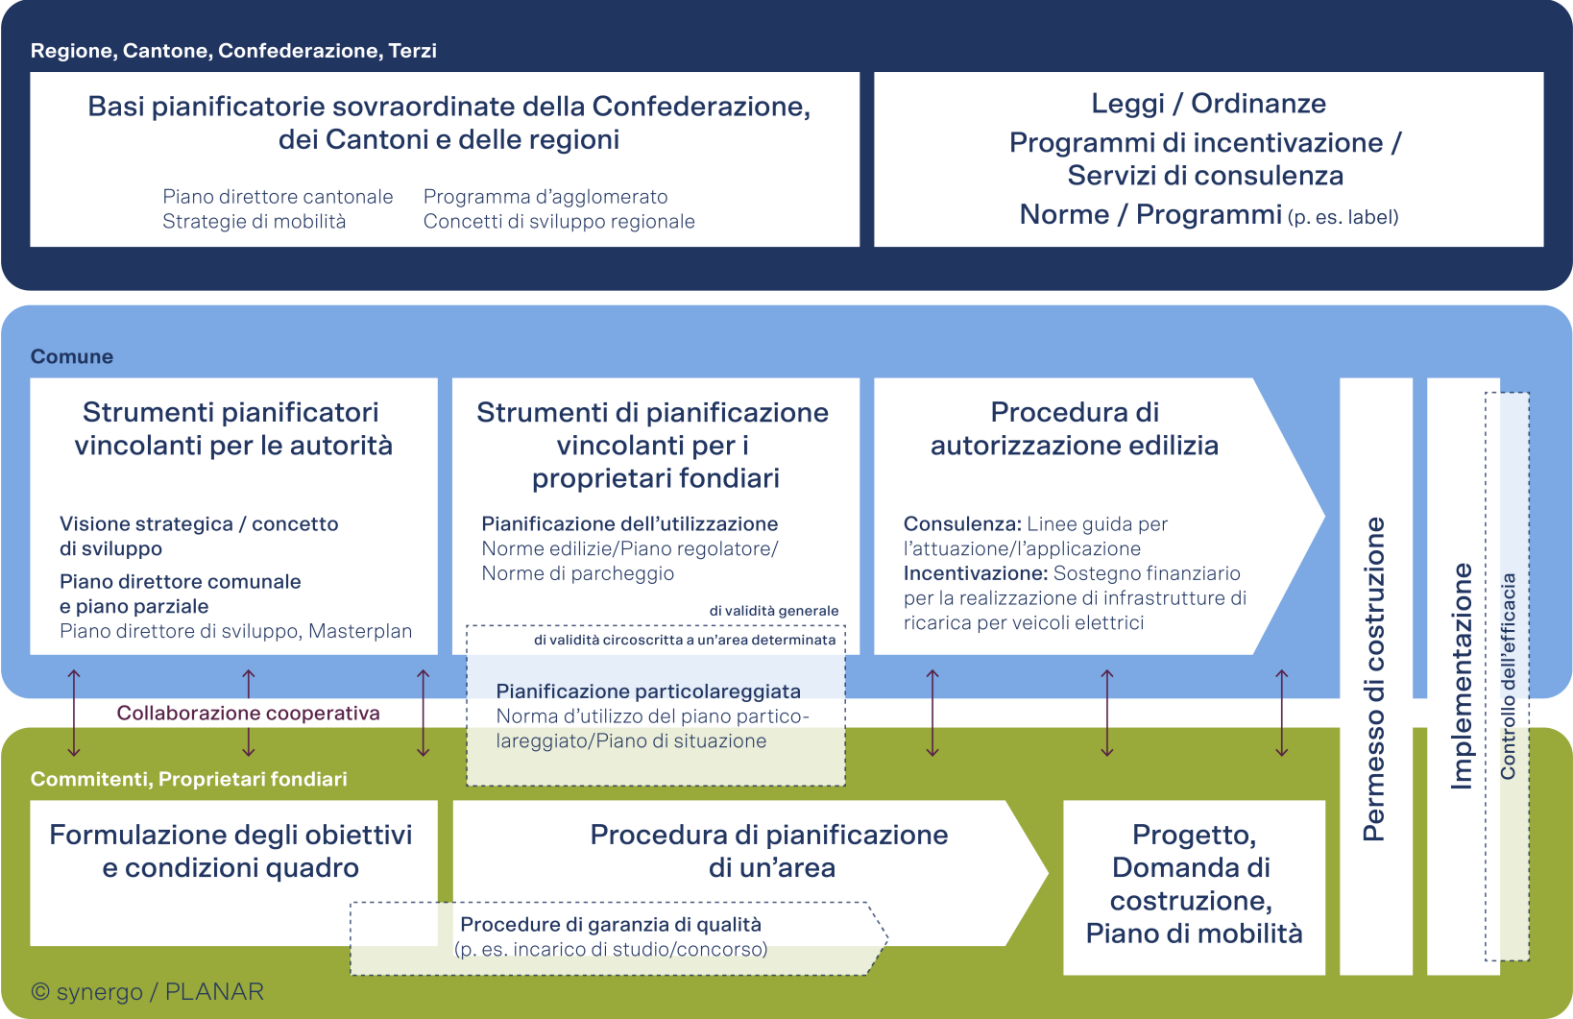 Regione, Cantone, Confederazione, Terzi
Basi pianificatorie sovraordinate della Confederazione,
dei Cantoni e delle regioni
Piano direttore cantonale
Strategie di mobilità
Programma d'agglomerato
Concetti di sviluppo regionale
Leggi / Ordinanze
Programmi di incentivazione /
Servizi di consulenza
Norme / Programmi (p. es. label)
Comune
Strumenti pianificatori
vincolanti per le autorità
Visione strategica / concetto
di sviluppo
Piano direttore comunale
e piano parziale
Piano direttore di sviluppo, Masterplan
Strumenti di pianificazione
vincolanti per i
proprietari fondiari
Pianificazione dell'utilizzazione
Norme edilizie/Piano regolatore/
Norme di parcheggio
di validità generale
di validità circoscritta a un'area determinata
Pianificazione particolareggiata
Norma d'utilizzo del piano partico-
lareggiato/Piano di situazione
Procedura di
autorizzazione edilizia
Consulenza: Linee guida per
l'attuazione/l'applicazione
Incentivazione: Sostegno finanziario
per la realizzazione di infrastrutture di
ricarica per veicoli elettrici
Permesso di costruzione
Implementazione
Controllo dell'efficacia
Collaborazione cooperativa
Commitenti, Proprietari fondiari
Formulazione degli obiettivi
e condizioni quadro
Procedura di pianificazione
di un'area
Procedure di garanzia di qualità
(p. es. incarico di studio/concorso)
Progetto,
Domanda di
costruzione,
Piano di mobilità
© synergo / PLANAR